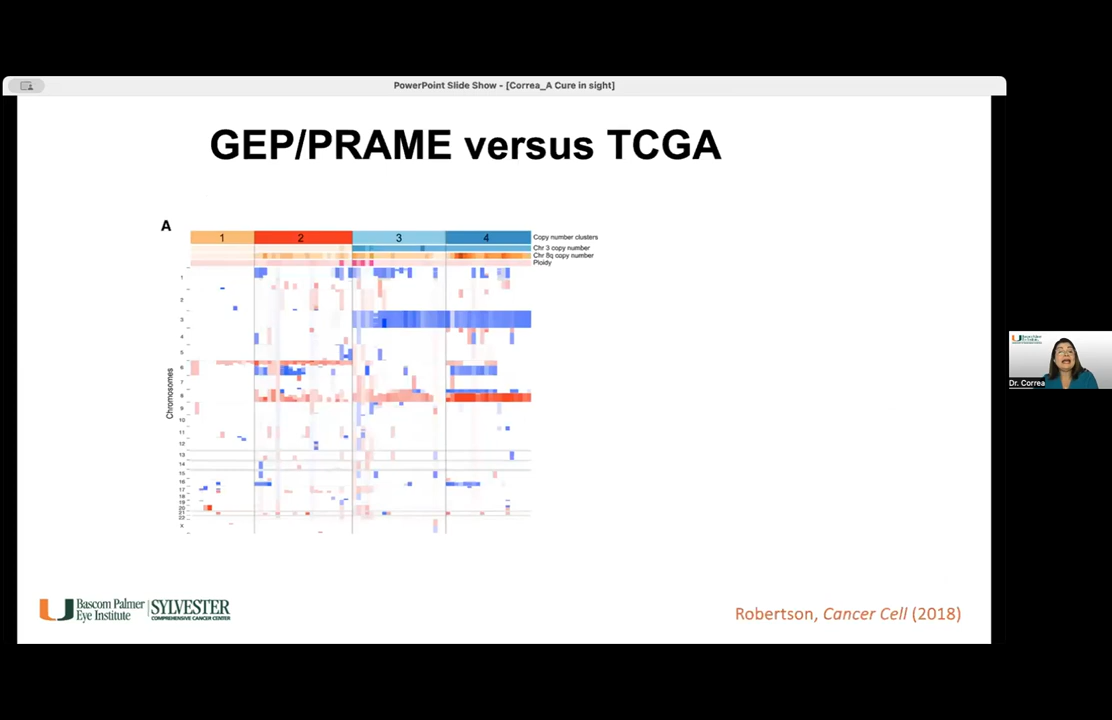 PowerPoint Slide Show - [Correa_A Cure in sight]
GEP/PRAME versus TCGA
A
1 2 3 4
Copy number clusters
Chr 3 copy number
Chr 8q copy number
Ploidy
Chromosomes
1
2
3
4
5
6
7
8
9
10
11
12
13
14
15
16
17
18
19
20
21
22
X
Bascom Palmer
Eye Institute
SYLVESTER
COMPREHENSIVE CANCER CENTER
Robertson, Cancer Cell (2018)
Dr. Correa